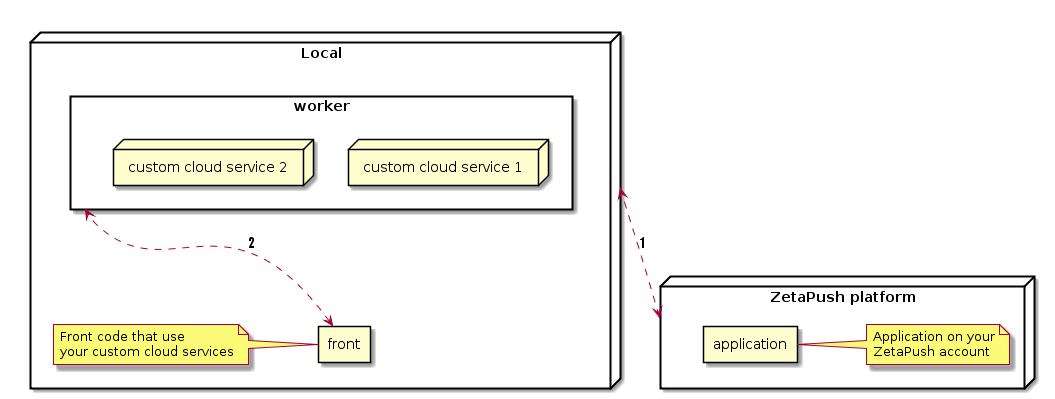 Local
worker
custom cloud service 2
custom cloud service 1
2
1
ZetaPush platform
Front code that use
your custom cloud services
front
application
Application on your
ZetaPush account